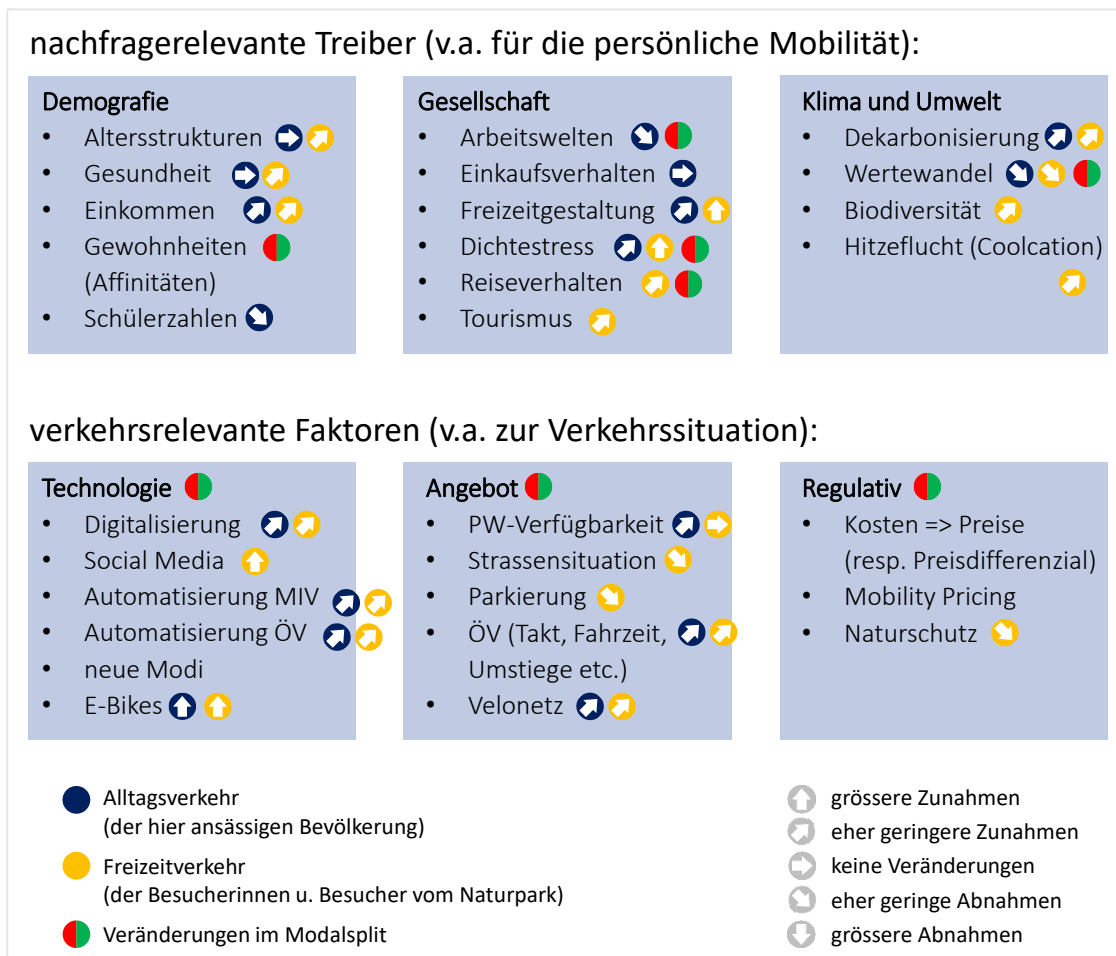 nachfragerelevante Treiber (v.a. für die persönliche Mobilität):
Demografie
• Altersstrukturen
• Gesundheit
• Einkommen
• Gewohnheiten
(Affinitäten)
• Schülerzahlen
Gesellschaft
• Arbeitswelten
• Einkaufsverhalten
• Freizeitgestaltung
• Dichtestress
• Reiseverhalten
• Tourismus
Klima und Umwelt
• Dekarbonisierung
• Wertewandel
• Biodiversität
• Hitzeflucht (Coolcation)
verkehrsrelevante Faktoren (v.a. zur Verkehrssituation):
Technologie
• Digitalisierung
• Social Media
• Automatisierung MIV
• Automatisierung ÖV
• neue Modi
• E-Bikes
Angebot
• PW-Verfügbarkeit
• Strassensituation
• Parkierung
• ÖV (Takt, Fahrzeit,
Umstiege etc.)
• Velonetz
Regulativ
• Kosten => Preise
(resp. Preisdifferenzial)
• Mobility Pricing
• Naturschutz
Alltagsverkehr
(der hier ansässigen Bevölkerung)
Freizeitverkehr
(der Besucherinnen u. Besucher vom Naturpark)
Veränderungen im Modalsplit
grössere Zunahmen
eher geringere Zunahmen
keine Veränderungen
eher geringe Abnahmen
grössere Abnahmen